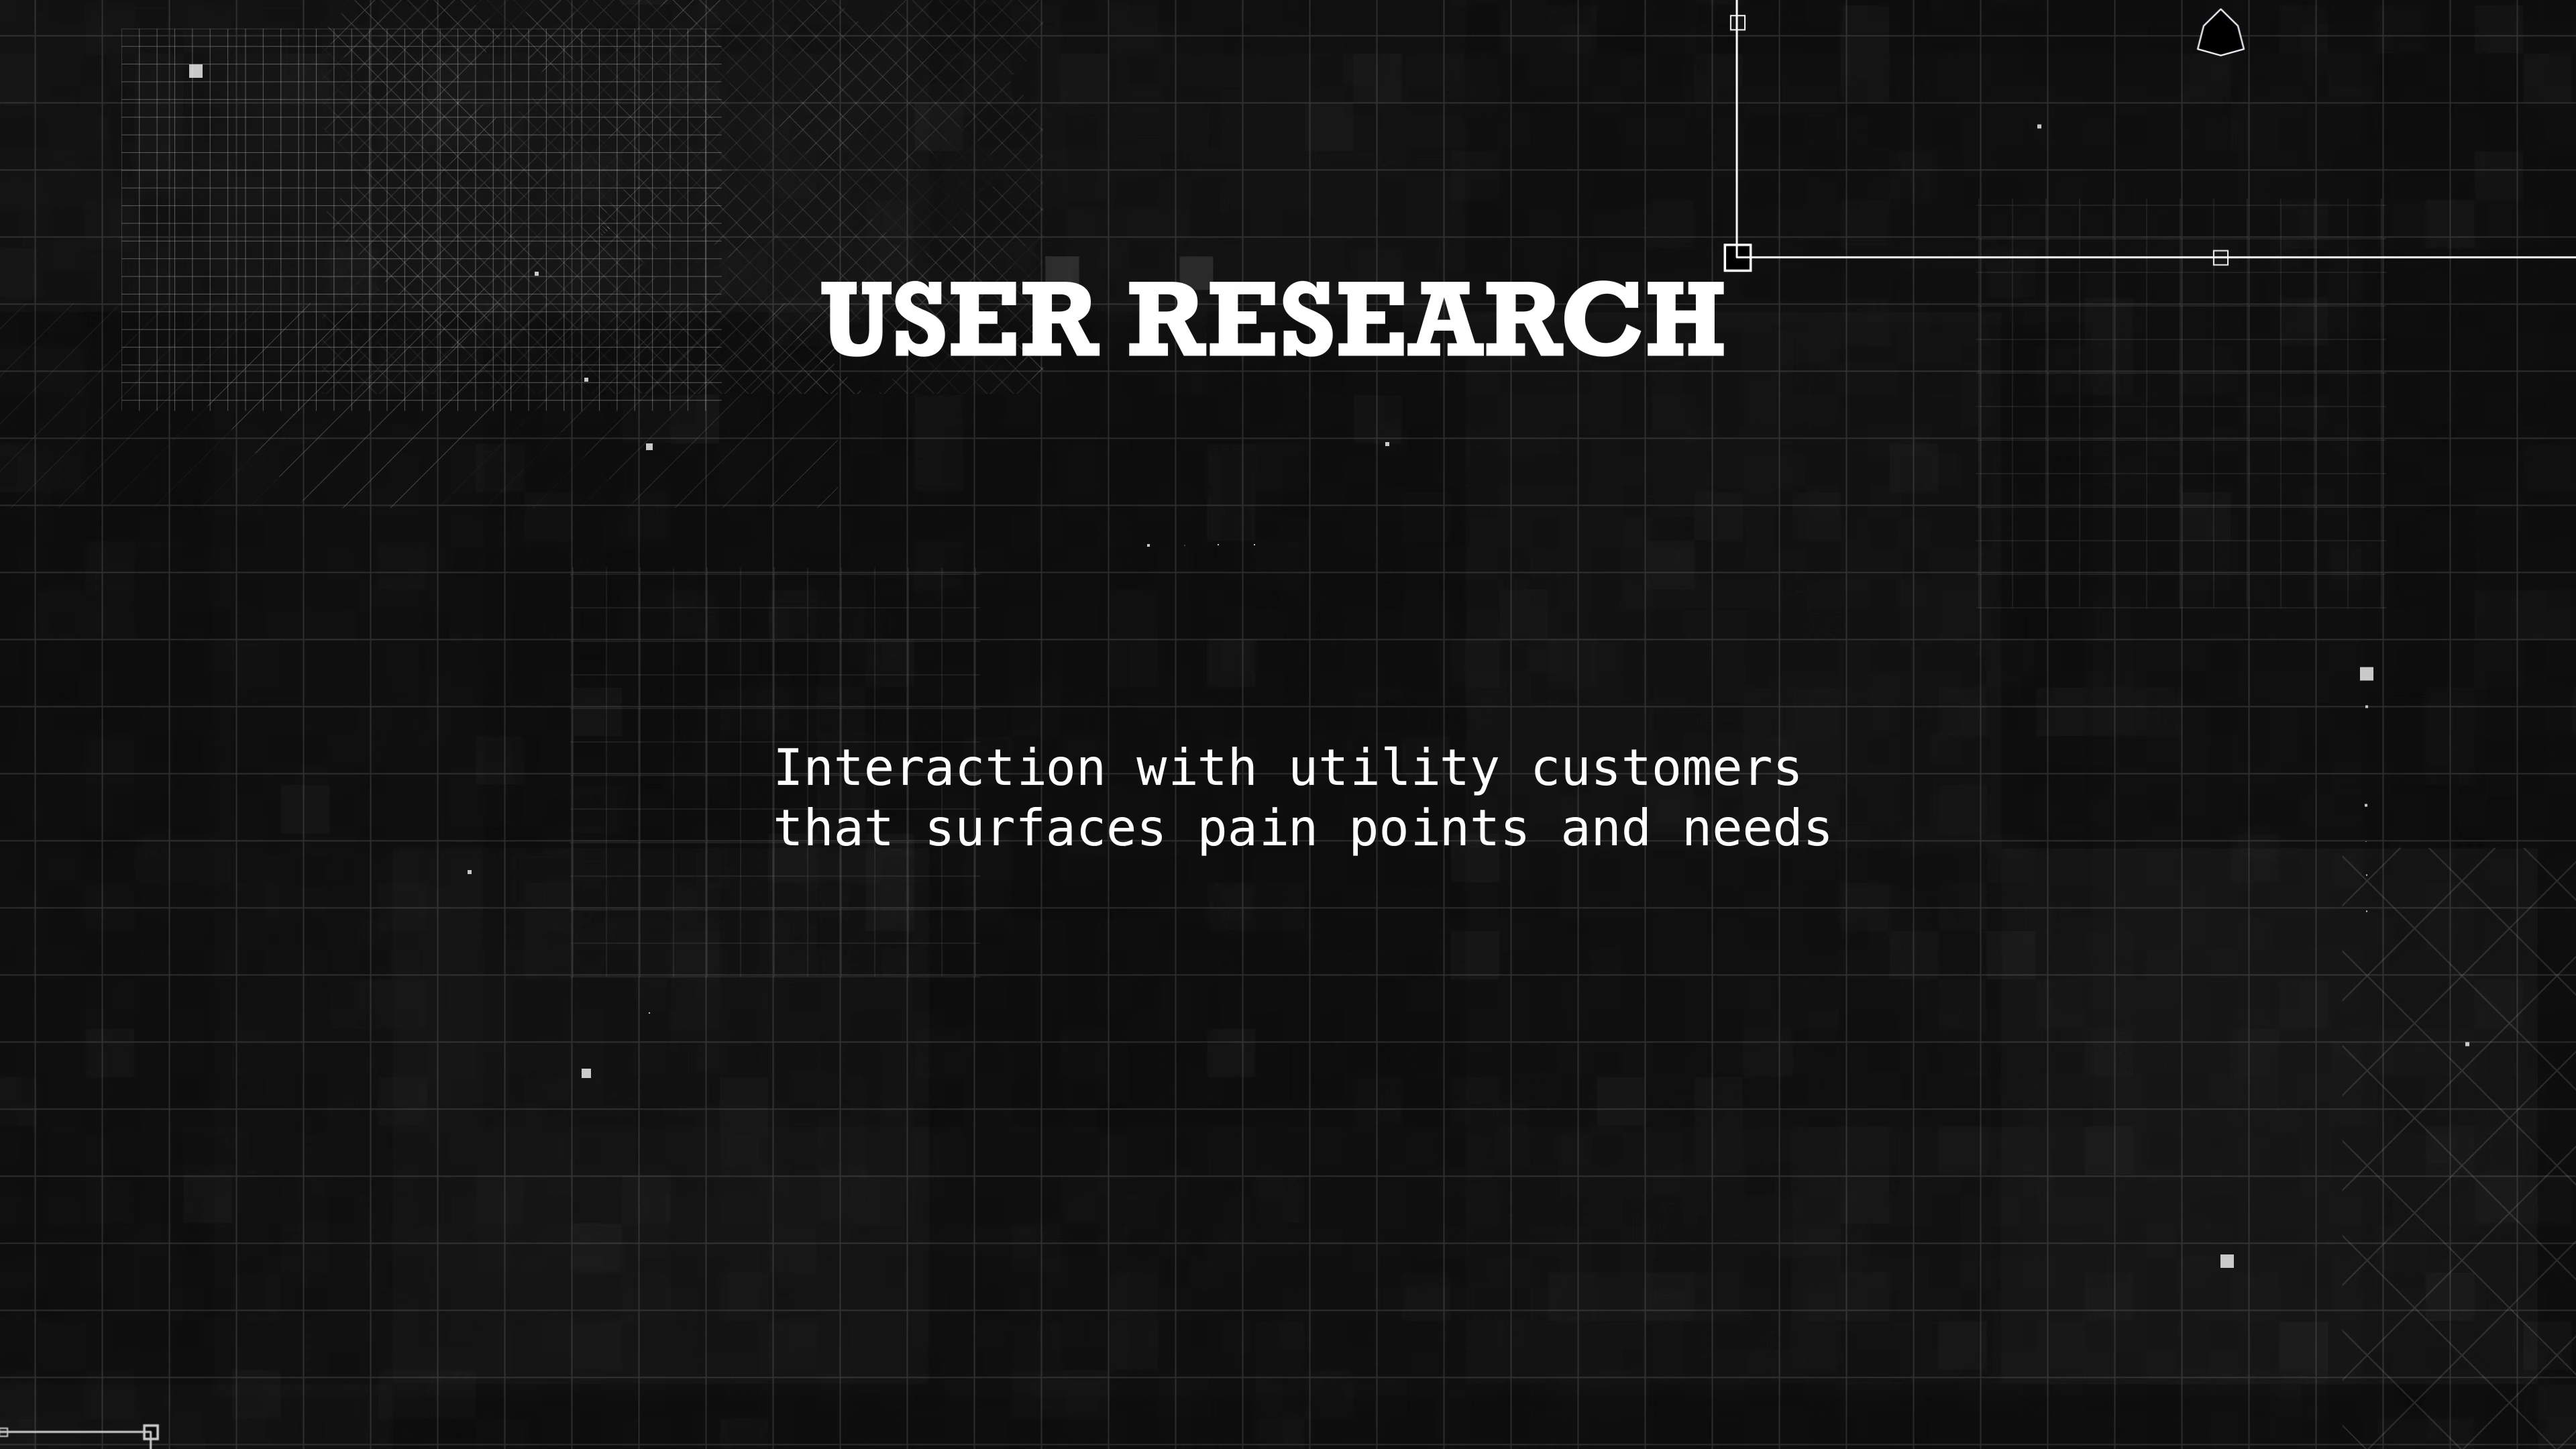 USER RESEARCH
Interaction with utility customers
that surfaces pain points and needs